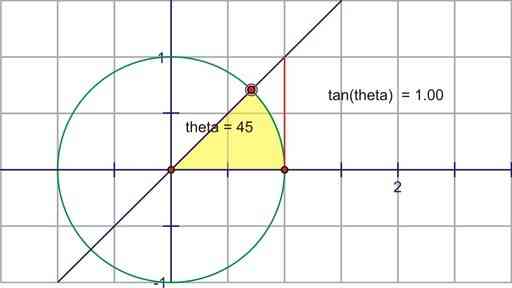 1
tan(theta) = 1.00
theta = 45
2
-1